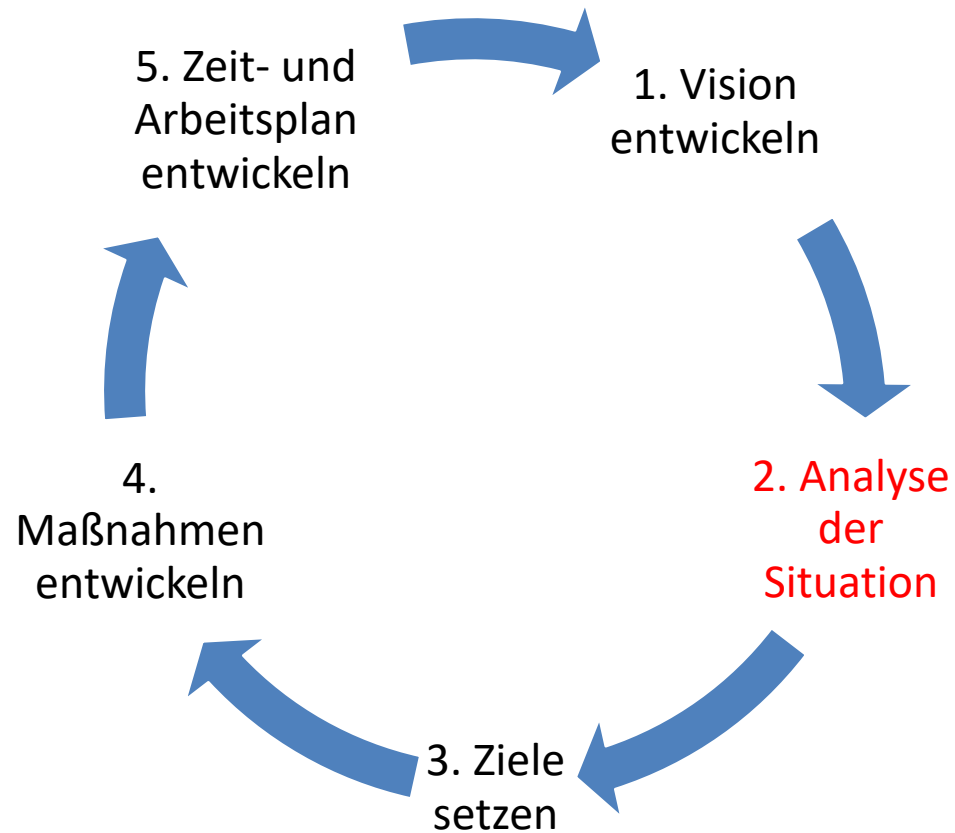 1. Vision
entwickeln
2. Analyse
der
Situation
3. Ziele
setzen
4.
Maßnahmen
entwickeln
5. Zeit- und
Arbeitsplan
entwickeln